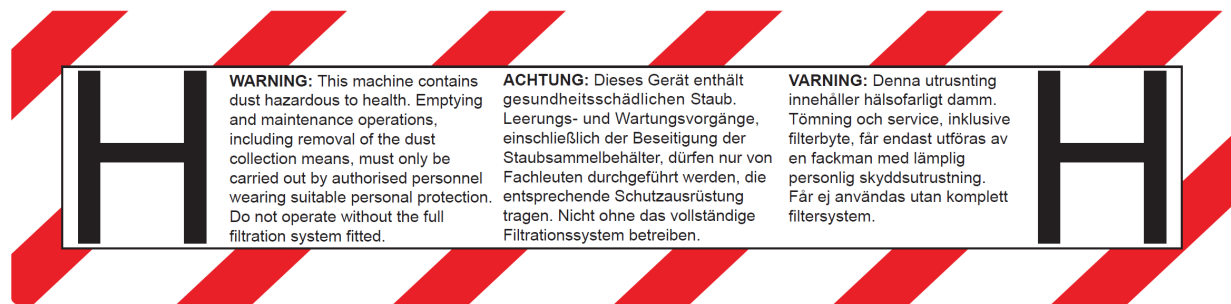 H
WARNING: This machine contains
dust hazardous to health. Emptying
and maintenance operations,
including removal of the dust
collection means, must only be
carried out by authorised personnel
wearing suitable personal protection.
Do not operate without the full
filtration system fitted.
ACHTUNG: Dieses Gerät enthält
gesundheitsschädlichen Staub.
Leerungs- und Wartungsvorgänge,
einschließlich der Beseitigung der
Staubsammelbehälter, dürfen nur von
Fachleuten durchgeführt werden, die
entsprechende Schutzausrüstung
tragen. Nicht ohne das vollständige
Filtrationssystem betreiben.
VARNING: Denna utrusnting
innehåller hälsofarligt damm.
Tömning och service, inklusive
filterbyte, får endast utföras av
en fackman med lämplig
personlig skyddsutrustning.
Får ej användas utan komplett
filtersystem.
H